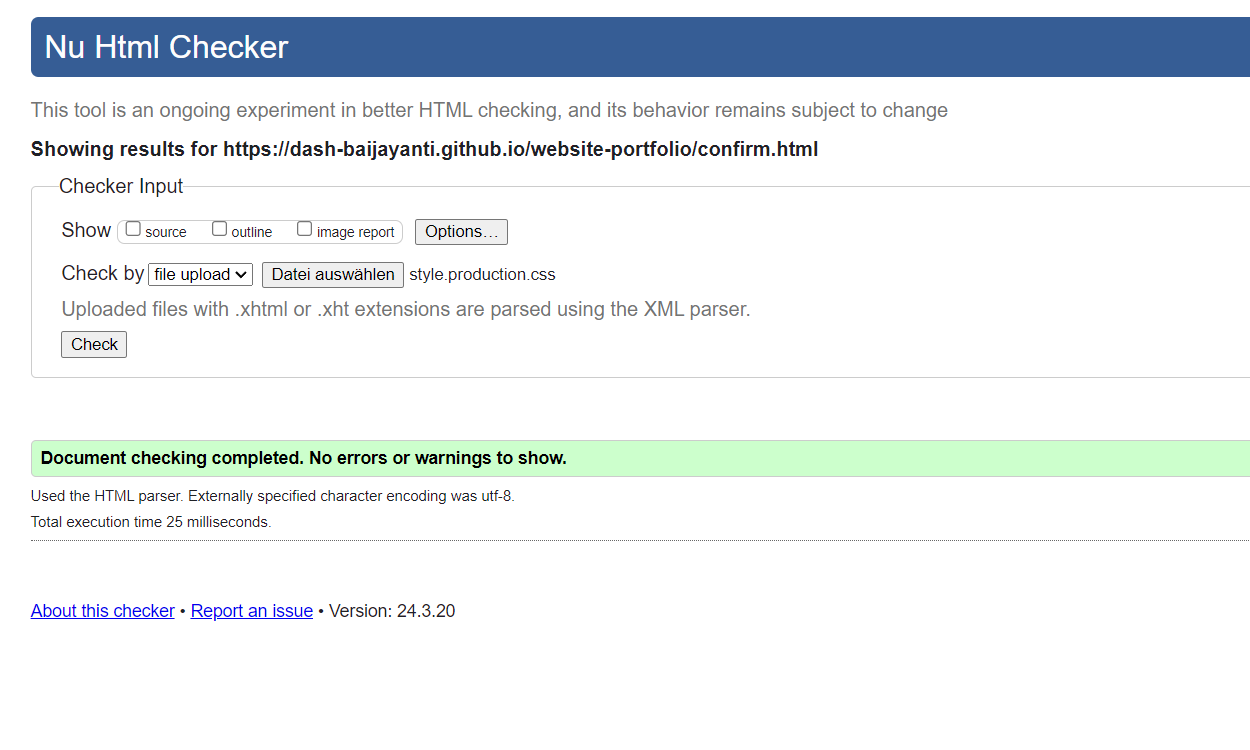 Nu Html Checker
This tool is an ongoing experiment in better HTML checking, and its behavior remains subject to change
Showing results for https://dash-baijayanti.github.io/website-portfolio/confirm.html
Checker Input
Show source outline image report Options…
Check by file upload Datei auswählen style.production.css
Uploaded files with .xhtml or .xht extensions are parsed using the XML parser.
Check
Document checking completed. No errors or warnings to show.
Used the HTML parser. Externally specified character encoding was utf-8.
Total execution time 25 milliseconds.
About this checker • Report an issue • Version: 24.3.20